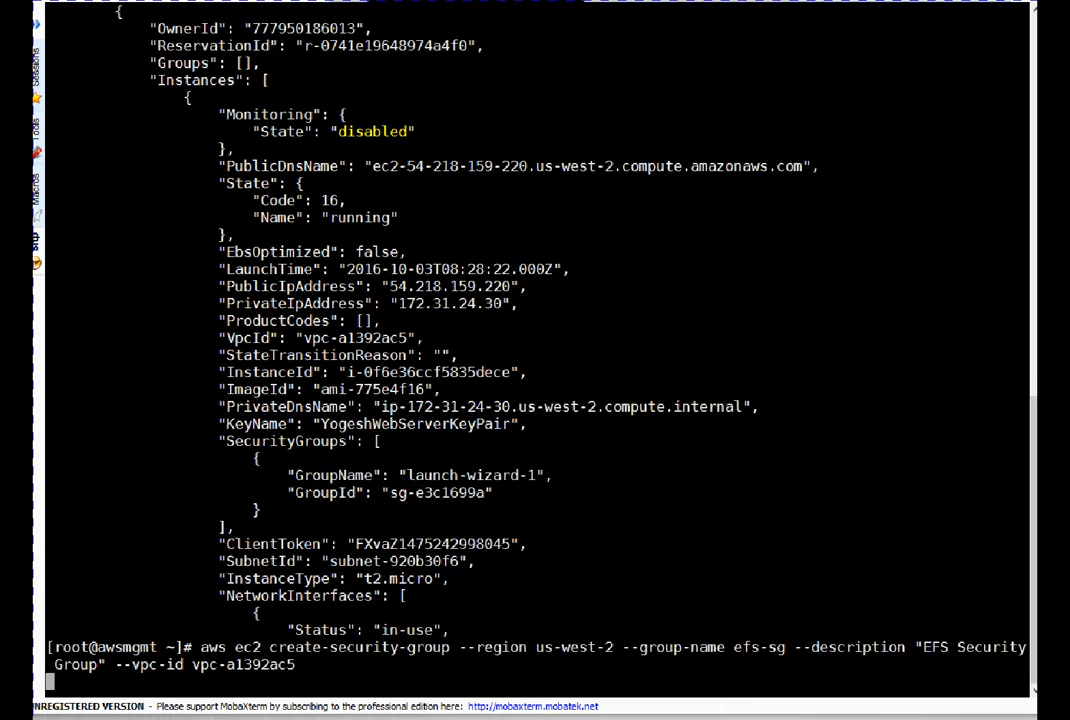 {
"OwnerId": "777950186013",
"ReservationId": "r-0741e19648974a4f0",
"Groups": [],
"Instances": [
{
"Monitoring": {
"State": "disabled"
},
"PublicDnsName": "ec2-54-218-159-220.us-west-2.compute.amazonaws.com",
"State": {
"Code": 16,
"Name": "running"
},
"EbsOptimized": false,
"LaunchTime": "2016-10-03T08:28:22.000Z",
"PublicIpAddress": "54.218.159.220",
"PrivateIpAddress": "172.31.24.30",
"ProductCodes": [],
"VpcId": "vpc-a1392ac5",
"StateTransitionReason": "",
"InstanceId": "i-0f6e36ccf5835dece",
"ImageId": "ami-775e4f16",
"PrivateDnsName": "ip-172-31-24-30.us-west-2.compute.internal",
"KeyName": "YogeshWebServerKeyPair",
"SecurityGroups": [
{
"GroupName": "launch-wizard-1",
"GroupId": "sg-e3c1699a"
}
],
"ClientToken": "FXvaZ1475242998045",
"SubnetId": "subnet-920b30f6",
"InstanceType": "t2.micro",
"NetworkInterfaces": [
{
"Status": "in-use",
[root@awsmgmt ~]# aws ec2 create-security-group --region us-west-2 --group-name efs-sg --description "EFS Security
Group" --vpc-id vpc-a1392ac5
Sessions
Tools
Macros
Sftp
NREGISTERED VERSION - Please support MobaXterm by subscribing to the professional edition here: http://mobaxterm.mobatek.net